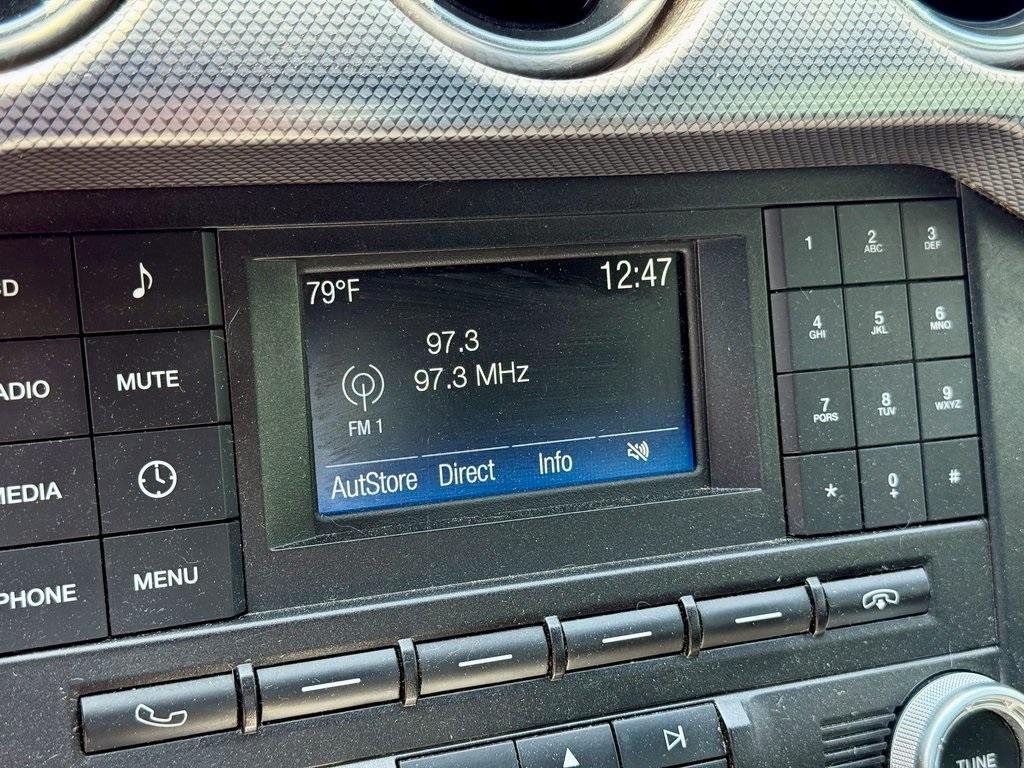 79°F
12:47
97.3
97.3 MHz
FM 1
AutStore Direct Info
MUTE
MEDIA
PHONE
MENU
1
2
ABC
3
DEF
4
GHI
5
JKL
6
MNO
7
PQRS
8
TUV
9
WXYZ
*
0
+
#
TUNE